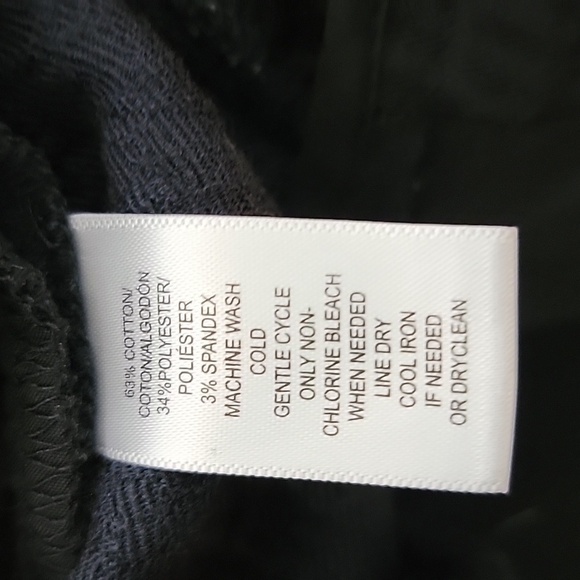 63% COTTON/
COTON/ALGODÓN
34%POLYESTER/
POLIESTER
3% SPANDEX
MACHINE WASH
COLD
GENTLE CYCLE
ONLY NON-
CHLORINE BLEACH
WHEN NEEDED
LINE DRY
COOL IRON
IF NEEDED
OR DRYCLEAN